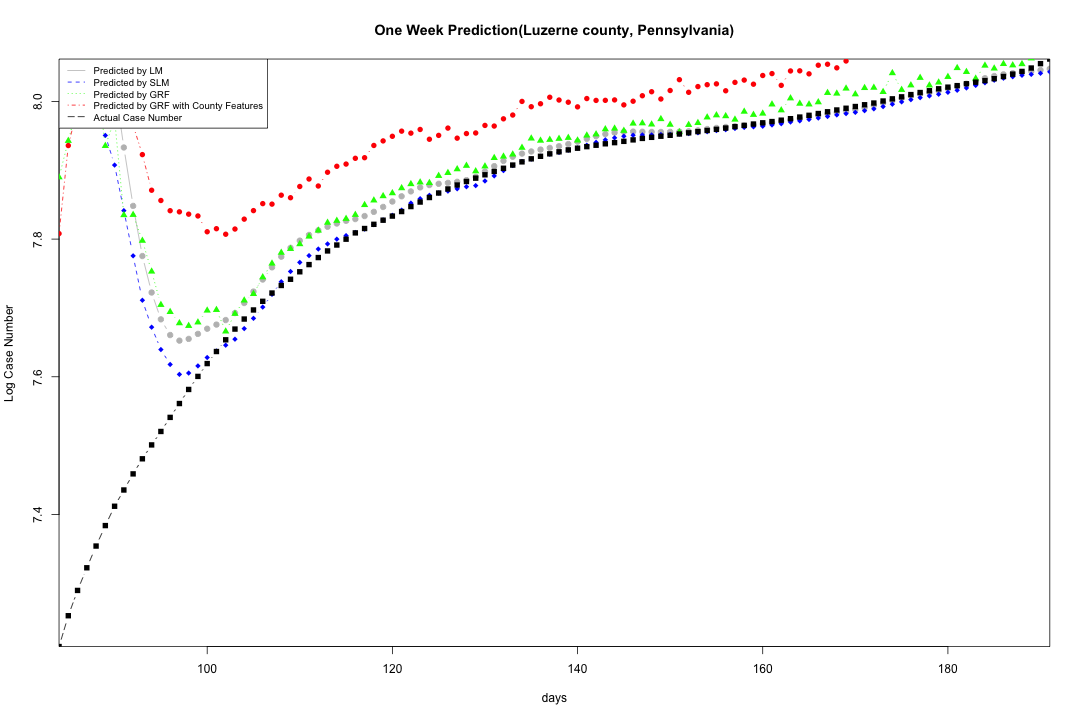 One Week Prediction(Luzerne county, Pennsylvania)
Predicted by LM
Predicted by SLM
Predicted by GRF
Predicted by GRF with County Features
Actual Case Number
Log Case Number
8.0
7.8
7.6
7.4
100 120 140 160 180
days